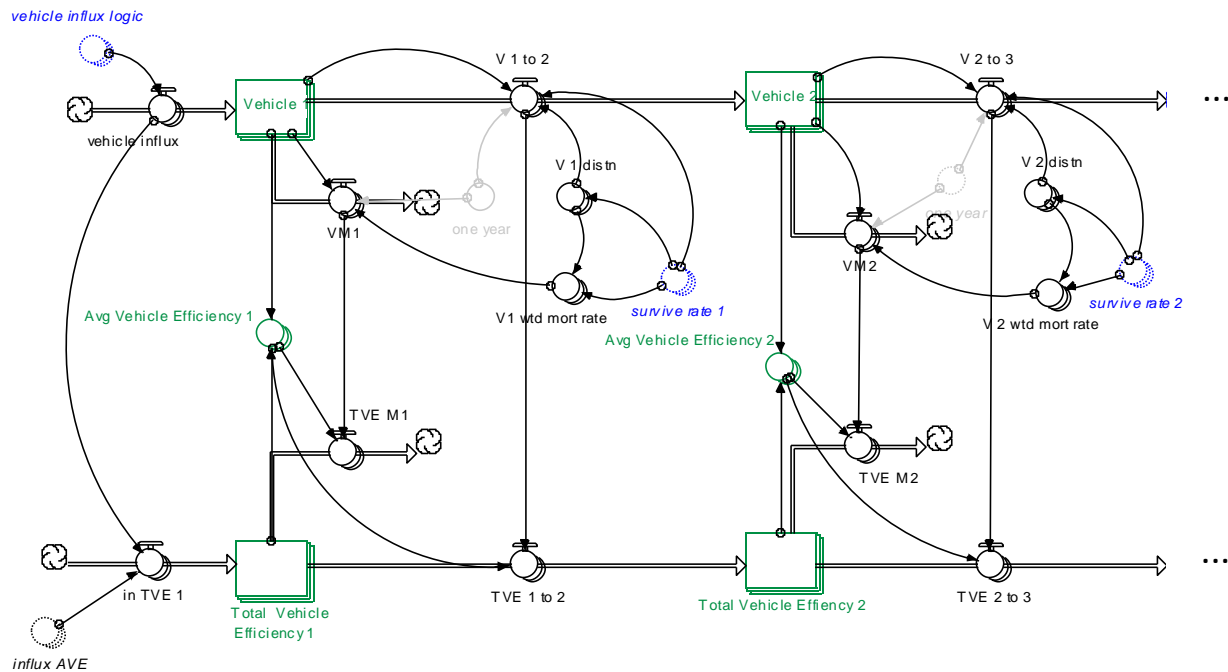 vehicle influx logic
V 1 to 2
V 2 to 3
Vehicle 1
Vehicle 2
...
vehicle influx
V 1 distn
V 2 distn
one year
one year
VM1
VM2
survive rate 1
survive rate 2
V 1 wtd mort rate
V 2 wtd mort rate
Avg Vehicle Efficiency 1
Avg Vehicle Efficiency 2
TVE M1
TVE M2
...
in TVE 1
TVE 1 to 2
TVE 2 to 3
Total Vehicle
Efficiency 1
Total Vehicle Effiency 2
influx AVE